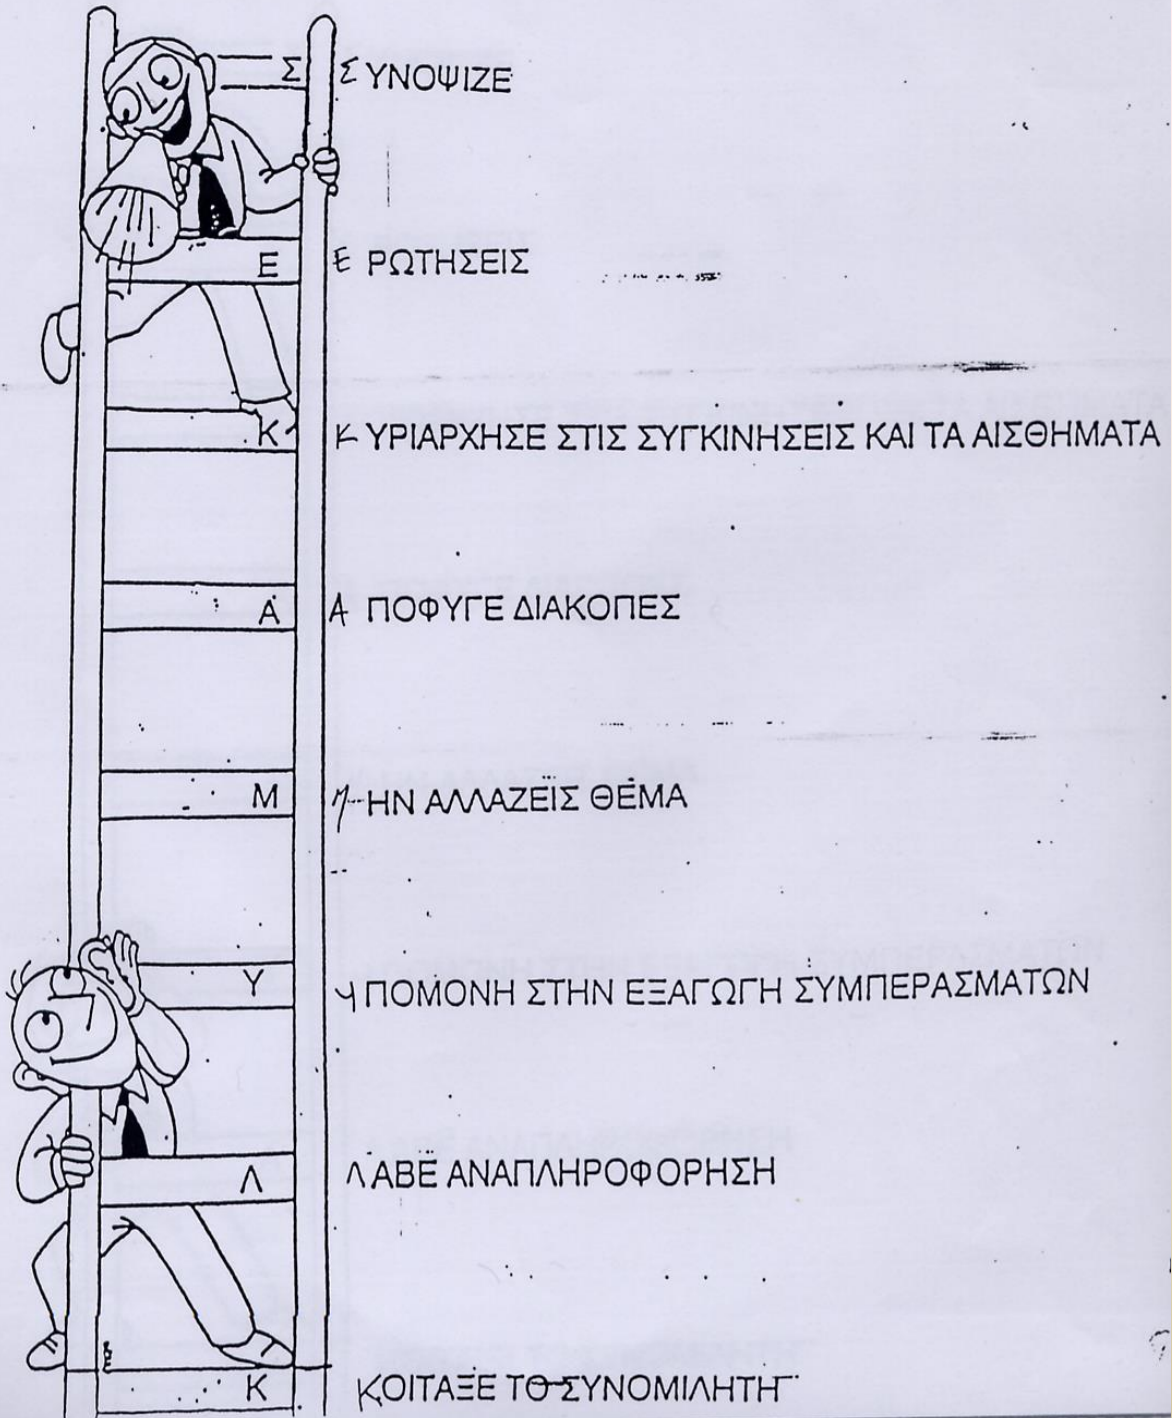 Σ ΣΥΝΟΨΙΖΕ
Ε ΕΡΩΤΗΣΕΙΣ
Κ ΚΥΡΙΑΡΧΗΣΕ ΣΤΙΣ ΣΥΓΚΙΝΗΣΕΙΣ ΚΑΙ ΤΑ ΑΙΣΘΗΜΑΤΑ
Α ΑΠΟΦΥΓΕ ΔΙΑΚΟΠΕΣ
Μ ΜΗΝ ΑΛΛΑΖΕΙΣ ΘΕΜΑ
Υ ΥΠΟΜΟΝΗ ΣΤΗΝ ΕΞΑΓΩΓΗ ΣΥΜΠΕΡΑΣΜΑΤΩΝ
Λ ΛΑΒΕ ΑΝΑΠΛΗΡΟΦΟΡΗΣΗ
Κ ΚΟΙΤΑΞΕ ΤΟ ΣΥΝΟΜΙΛΗΤΗ